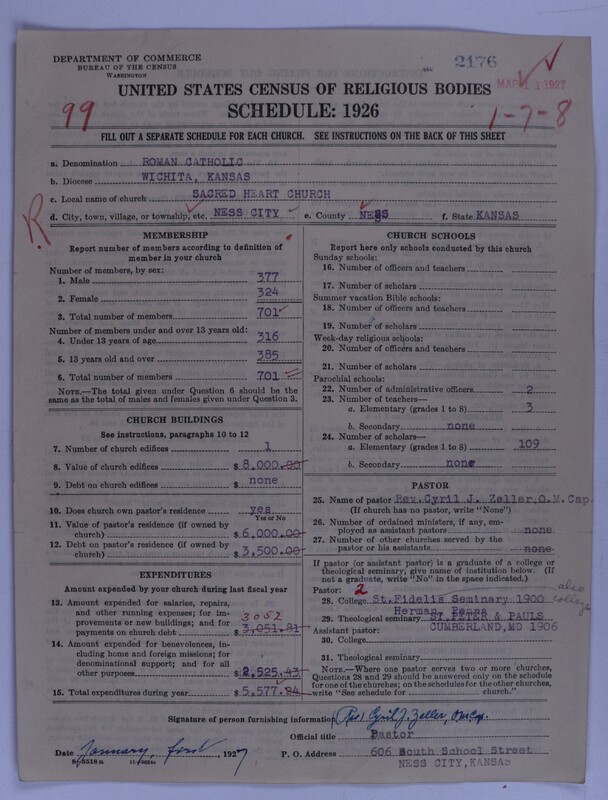 DEPARTMENT OF COMMERCE
BUREAU OF THE CENSUS
WASHINGTON
2176
MAR 11 1927
UNITED STATES CENSUS OF RELIGIOUS BODIES
SCHEDULE: 1926
99
1-7-8
FILL OUT A SEPARATE SCHEDULE FOR EACH CHURCH. SEE INSTRUCTIONS ON THE BACK OF THIS SHEET
a. Denomination ROMAN CATHOLIC
b. Diocese WICHITA, KANSAS
c. Local name of church SACRED HEART CHURCH
d. City, town, village, or township, etc. NESS CITY e. County NESS f. State KANSAS
R
MEMBERSHIP
Report number of members according to definition of member in your church
Number of members, by sex:
1. Male 377
2. Female 324
3. Total number of members 701
Number of members under and over 13 years old:
4. Under 13 years of age 316
5. 13 years old and over 385
6. Total number of members 701
NOTE.—The total given under Question 6 should be
same as the total of males and females given under Question 3.
CHURCH BUILDINGS
See instructions, paragraphs 10 to 12
7. Number of church edifices 1
8. Value of church edifices $ 8,000.00
9. Debt on church edifices $ none
10. Does church own pastor's residence yes
Yes or No
11. Value of pastor's residence (if owned by
church) $ 6,000.00
12. Debt on pastor's residence (if owned by
church) $ 3,500.00
EXPENDITURES
Amount expended by your church during last fiscal year
13. Amount expended for salaries, repairs,
and other running expenses; for im-
provements or new buildings; and for
payments on church debt $ 3,051.81
3052
14. Amount expended for benevolences, in-
cluding home and foreign missions; for
denominational support; and for all
other purposes $ 2,525.43
15. Total expenditures during year $ 5,577.24
CHURCH SCHOOLS
Report here only schools conducted by this church
Sunday schools:
16. Number of officers and teachers
17. Number of scholars
Summer vacation Bible schools:
18. Number of officers and teachers
19. Number of scholars
Week-day religious schools:
20. Number of officers and teachers
21. Number of scholars
Parochial schools:
22. Number of administrative officers 2
23. Number of teachers—
a. Elementary (grades 1 to 8) 3
b. Secondary none
24. Number of scholars—
a. Elementary (grades 1 to 8) 109
b. Secondary none
PASTOR
25. Name of pastor Rev. Cyril J. Zeller, O.M.Cap.
(If church has no pastor, write "None")
26. Number of ordained ministers, if any, em-
ployed as assistant pastors none
27. Number of other churches served by the
pastor or his assistants none
If pastor (or assistant pastor) is a graduate of a college or
theological seminary, give name of institution below. (If
not a graduate, write "No" in the space indicated.)
Pastor: 2
also college
28. College St. Fidelis Seminary 1900
Herman Penna
29. Theological seminary ST. PETER & PAULS
CUMBERLAND, MD 1906
Assistant pastor:
30. College
31. Theological seminary
NOTE.—Where one pastor serves two or more churches,
Questions 28 and 29 should be answered only on the schedule
for one of the churches; on the schedules for the other churches,
write "See schedule for church."
Signature of person furnishing information Rev. Cyril J. Zeller, O.M.Cap.
Official title Pastor
Date January, first, 1927 P. O. Address 606 South School Street
NESS CITY, KANSAS